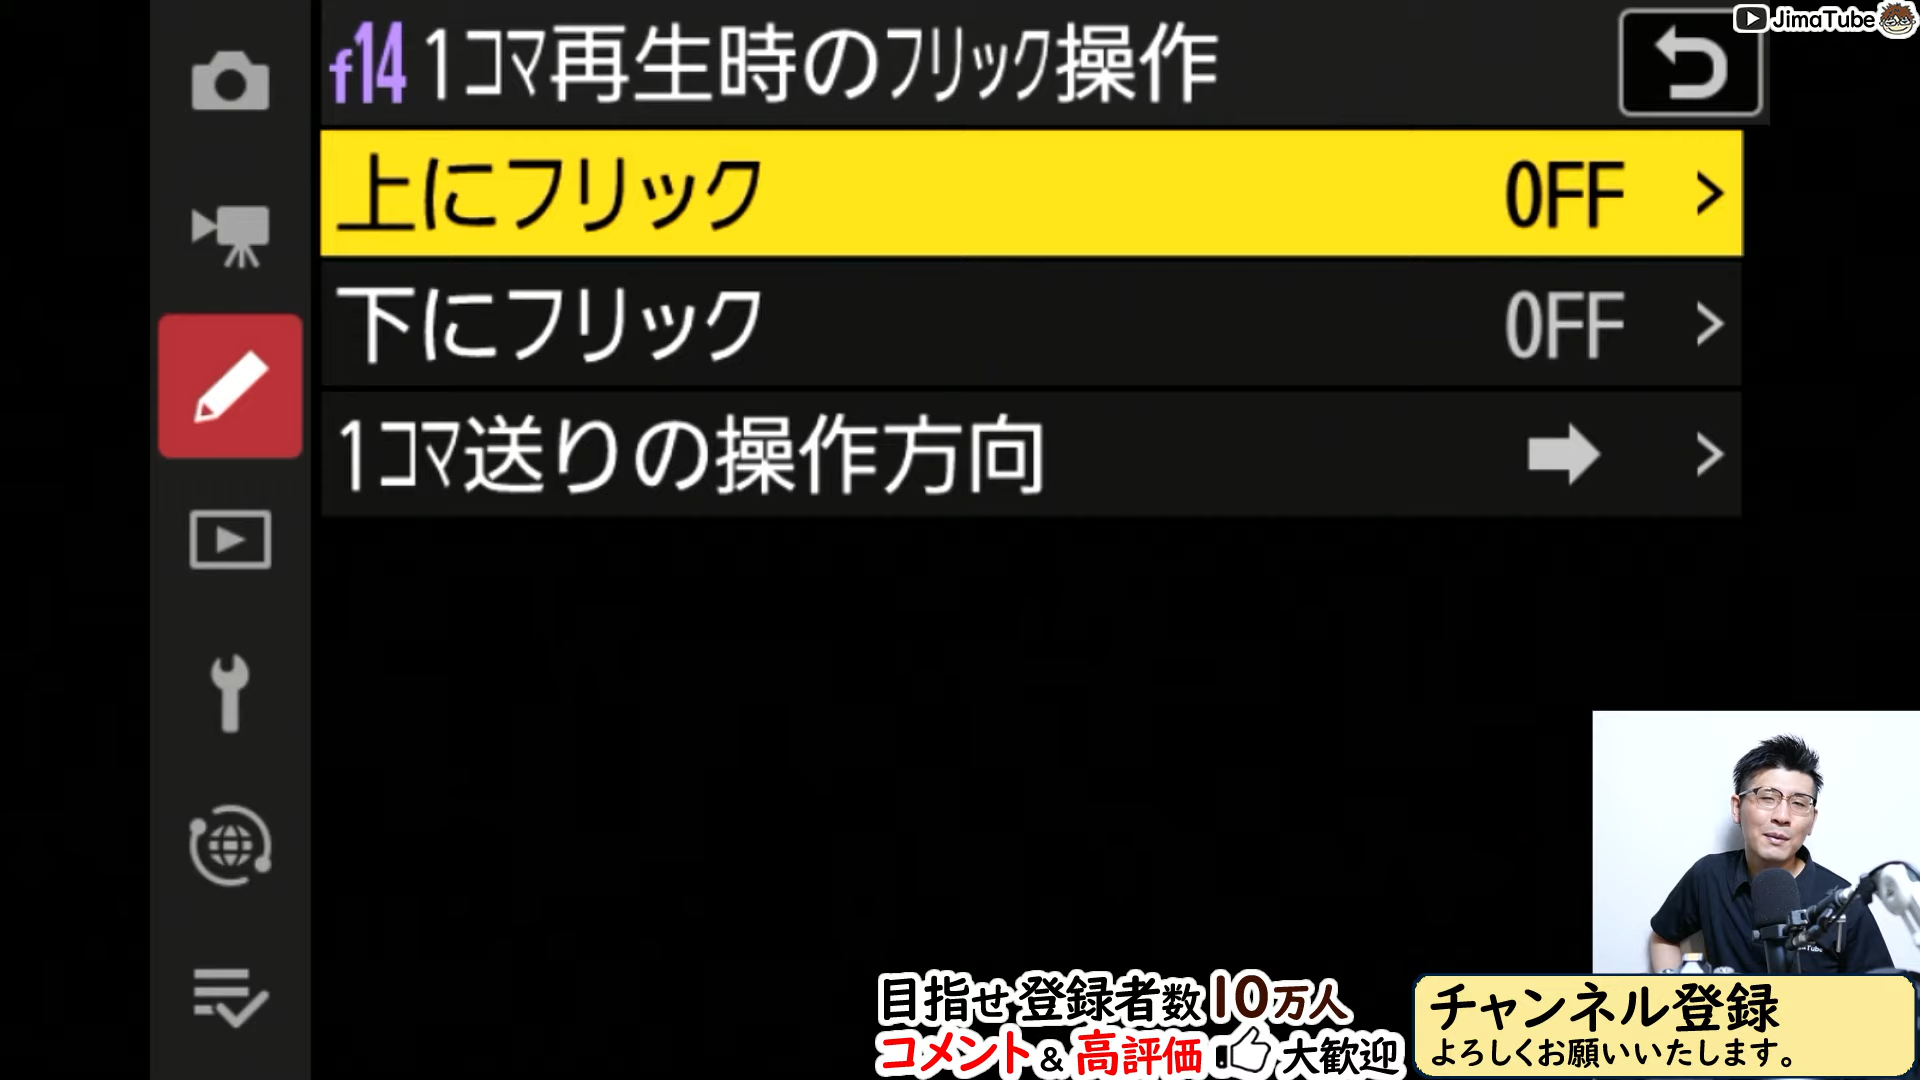 JimaTube
f14 1コマ再生時のフリック操作
上にフリック OFF >
下にフリック OFF >
1コマ送りの操作方向 >
目指せ登録者数10万人
コメント&高評価 大歓迎
チャンネル登録
よろしくお願いいたします。